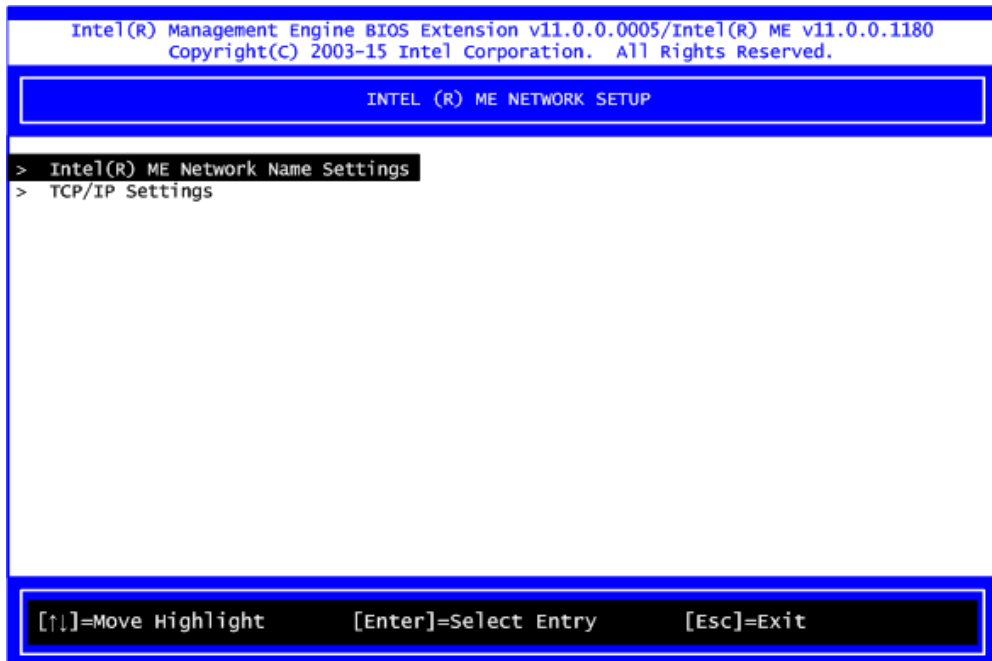 Intel(R) Management Engine BIOS Extension v11.0.0.0005/Intel(R) ME v11.0.0.1180
Copyright(C) 2003-15 Intel Corporation. All Rights Reserved.
INTEL (R) ME NETWORK SETUP
> Intel(R) ME Network Name Settings
> TCP/IP Settings
[↑↓]=Move Highlight [Enter]=Select Entry [Esc]=Exit